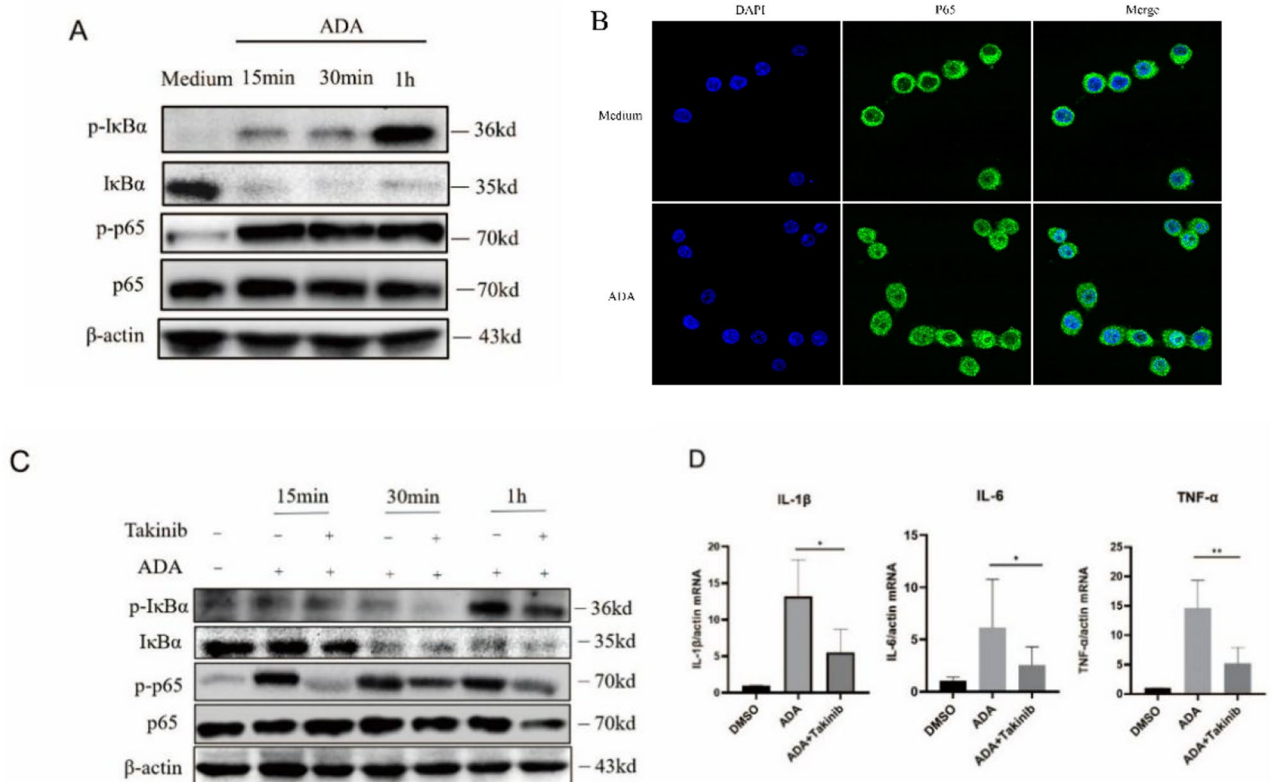 A
ADA
Medium 15min 30min 1h
p-IκBα 36kd
IκBα 35kd
p-p65 70kd
p65 70kd
β-actin 43kd
B
DAPI P65 Merge
Medium
ADA
C
15min 30min 1h
Takinib - - + - + - +
ADA - + + + + + +
p-IκBα 36kd
IκBα 35kd
p-p65 70kd
p65 70kd
β-actin 43kd
D
IL-1β
IL-1β/actin mRNA
20
15
10
5
0
*
DMSO
ADA
ADA+Takinib
IL-6
IL-6/actin mRNA
15
10
5
0
*
DMSO
ADA
ADA+Takinib
TNF-α
TNF-α/actin mRNA
25
20
15
10
5
0
**
DMSO
ADA
ADA+Takinib